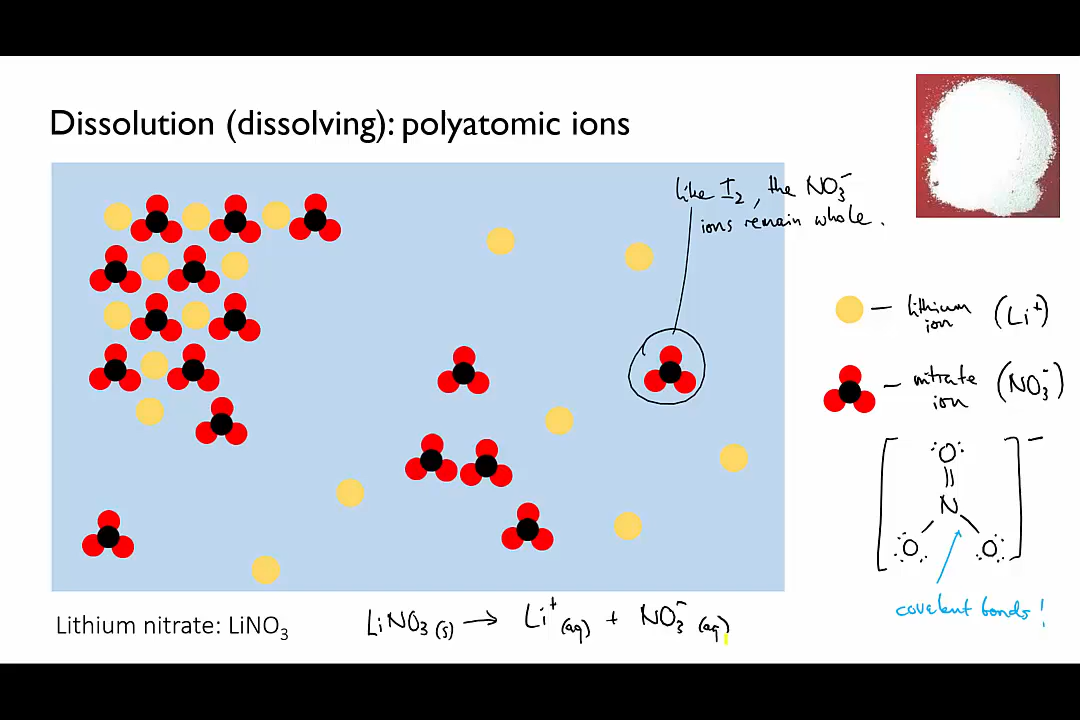 Dissolution (dissolving): polyatomic ions
like I₂, the NO₃⁻
ions remain whole.
— lithium
ion (Li⁺)
— nitrate
ion (NO₃⁻)
[:O:
||
N
O O]⁻
covalent bonds!
Lithium nitrate: LiNO₃
LiNO₃(s) → Li⁺(aq) + NO₃⁻(aq)